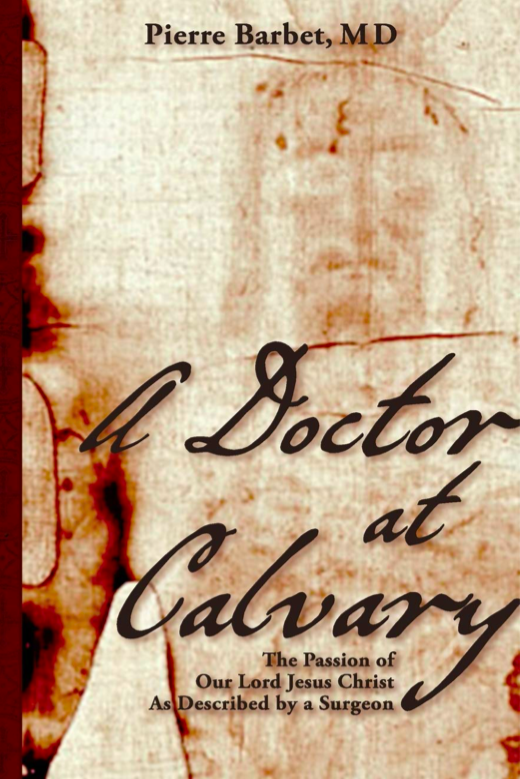 Pierre Barbet, MD
A Doctor
at
Calvary
The Passion of
Our Lord Jesus Christ
As Described by a Surgeon